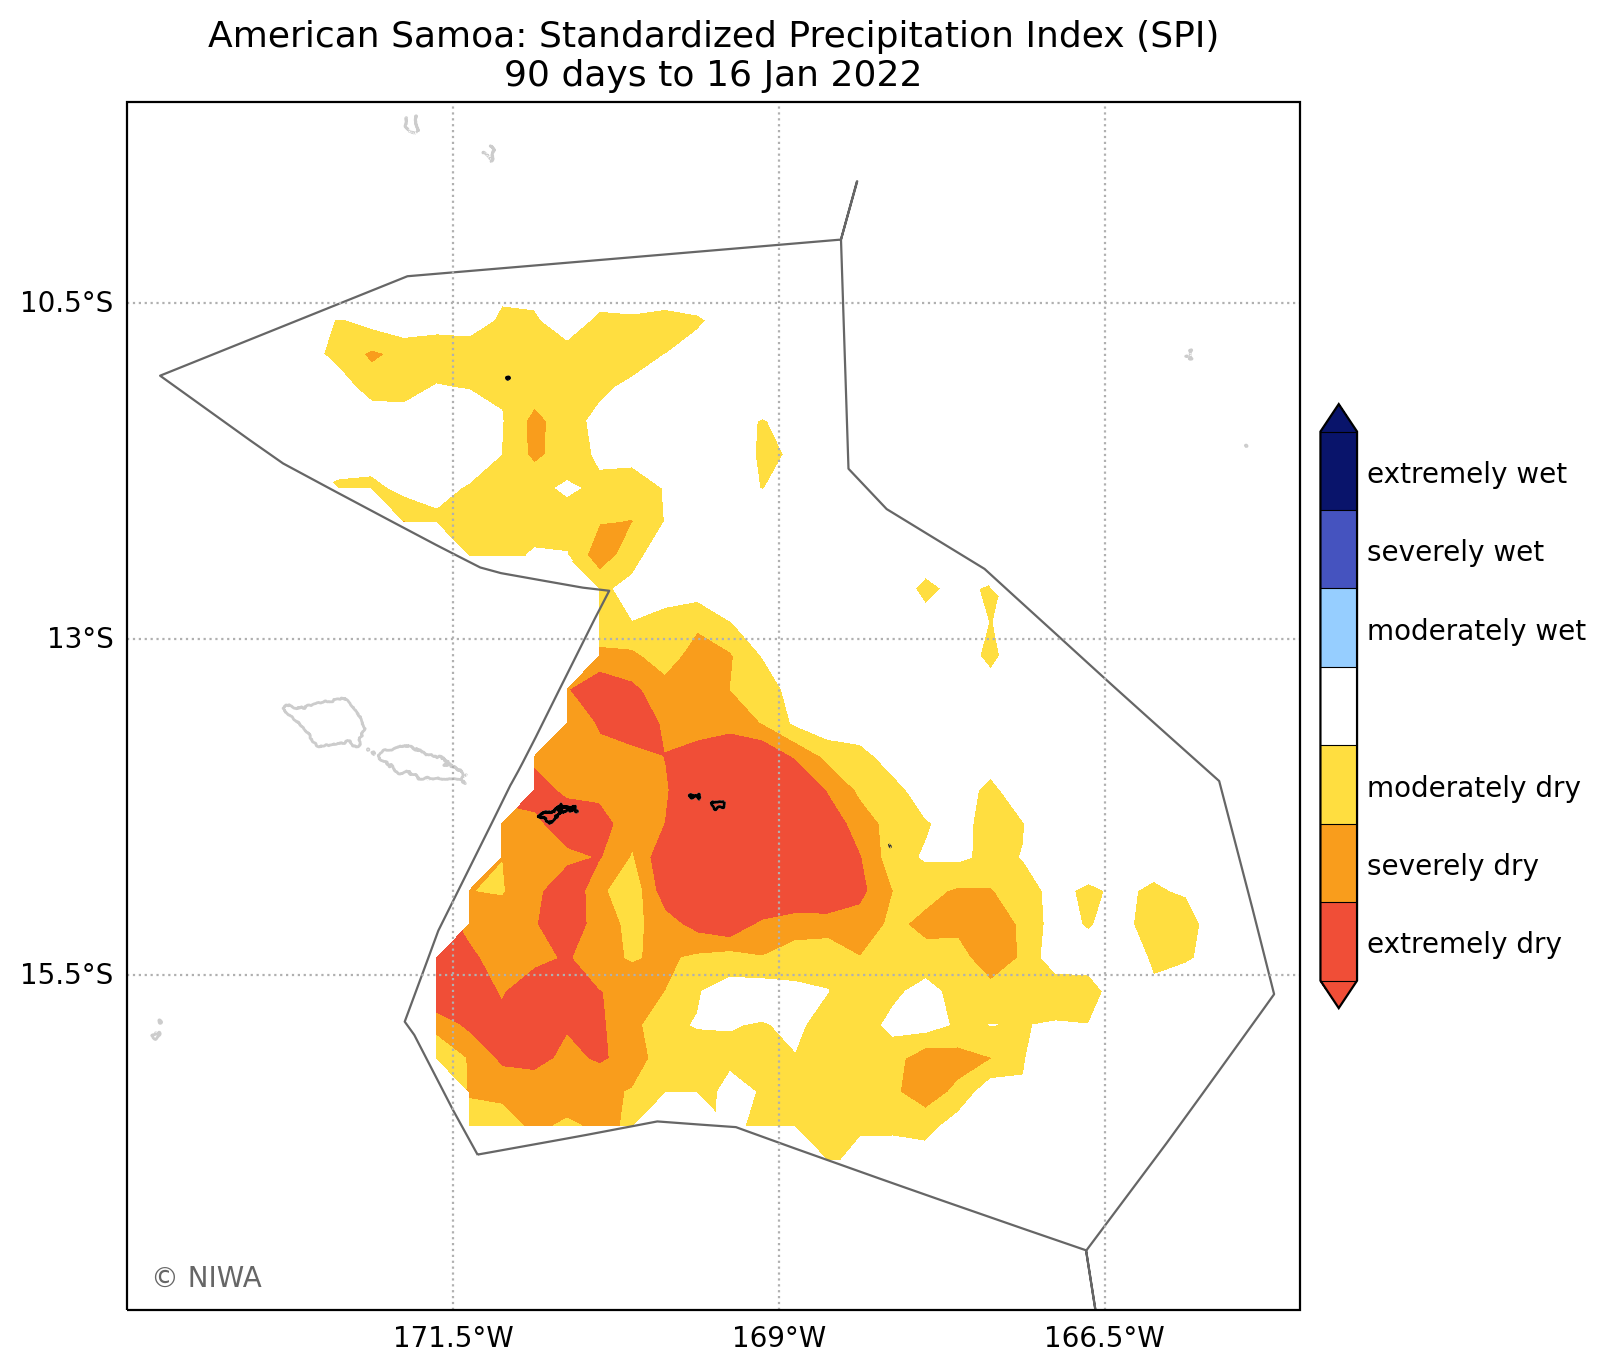 American Samoa: Standardized Precipitation Index (SPI)
90 days to 16 Jan 2022
10.5°S
13°S
15.5°S
171.5°W
169°W
166.5°W
extremely wet
severely wet
moderately wet
moderately dry
severely dry
extremely dry
© NIWA